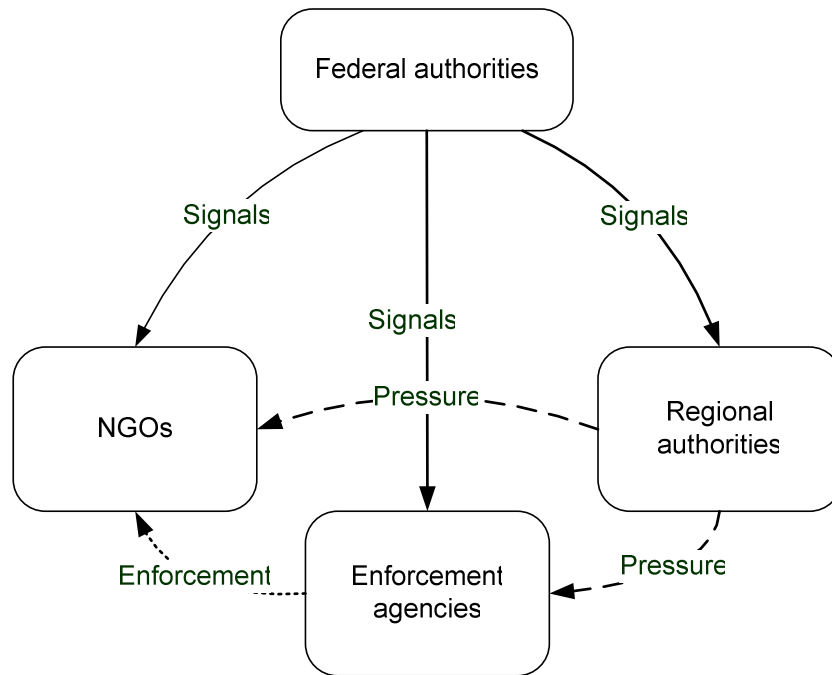 Federal authorities
Signals
Signals
Signals
Pressure
NGOs
Regional
authorities
Enforcement
Enforcement
agencies
Pressure